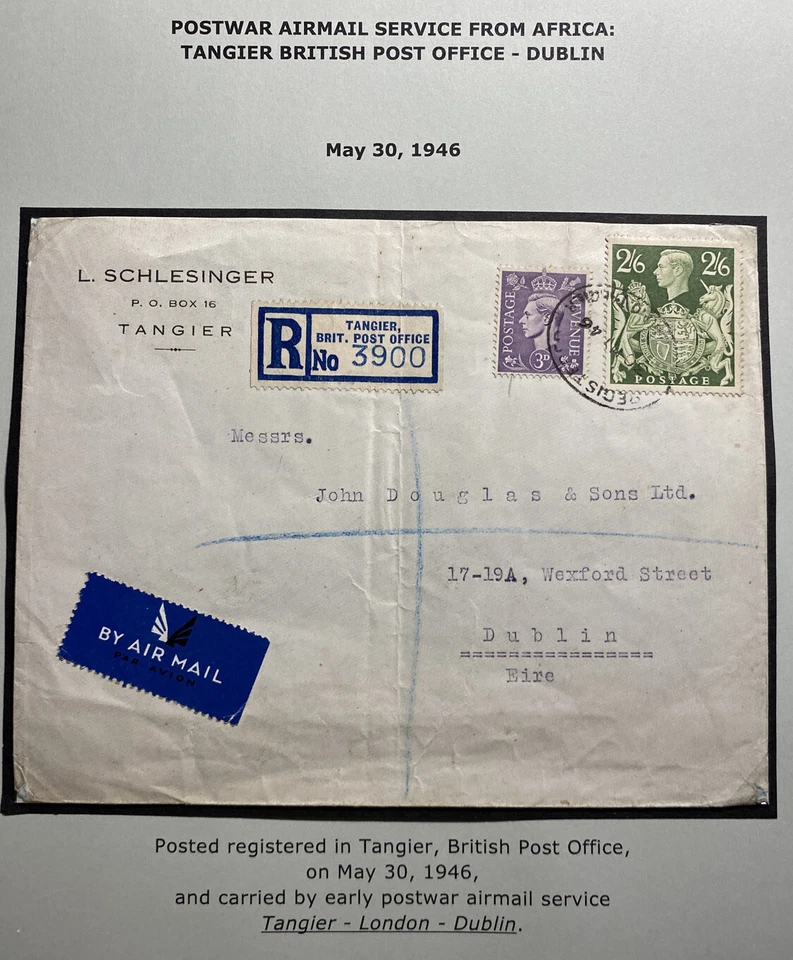 POSTWAR AIRMAIL SERVICE FROM AFRICA:
TANGIER BRITISH POST OFFICE - DUBLIN
May 30, 1946
L. SCHLESINGER
P. O. BOX 16
TANGIER
R
TANGIER,
BRIT. POST OFFICE
No 3900
POSTAGE
REVENUE
3D
2/6 2/6
POSTAGE
REGIST
46
Messrs.
John D o u g l a s & Sons Ltd.
17-19A, Wexford Street
D u b l i n
================
Eire
BY AIR MAIL
PAR AVION
Posted registered in Tangier, British Post Office,
on May 30, 1946,
and carried by early postwar airmail service
Tangier - London - Dublin.